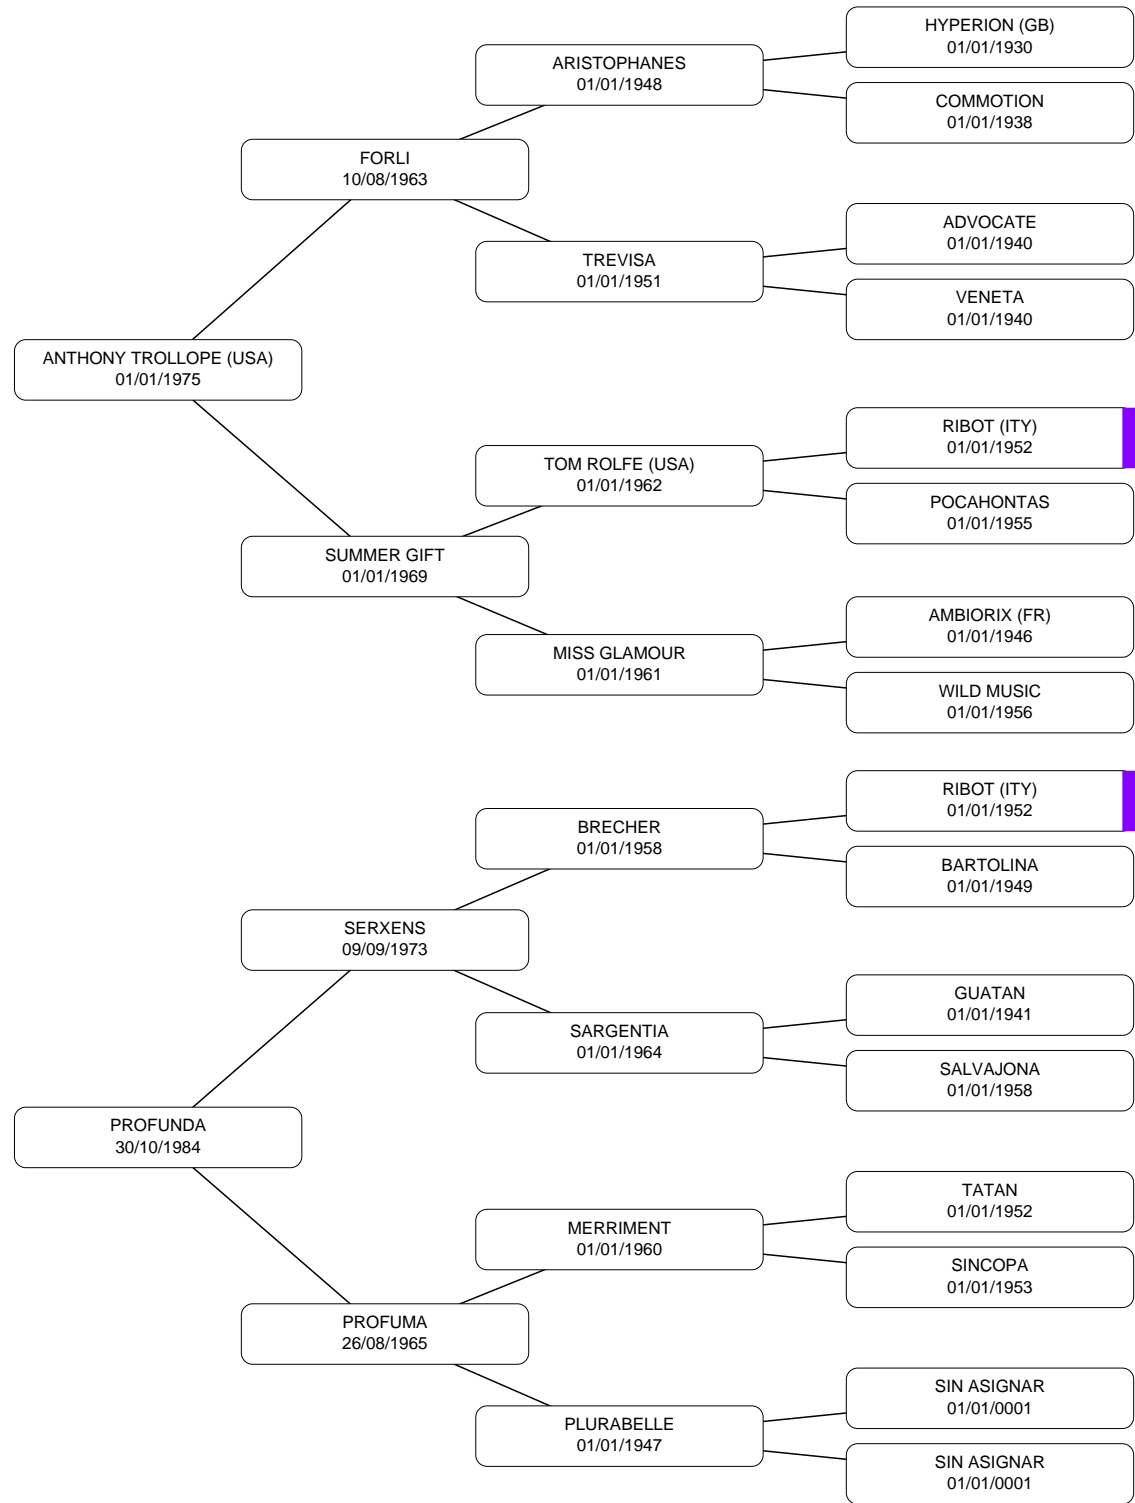 HYPERION (GB)
01/01/1930
ARISTOPHANES
01/01/1948
COMMOTION
01/01/1938
FORLI
10/08/1963
ADVOCATE
01/01/1940
TREVISA
01/01/1951
VENETA
01/01/1940
ANTHONY TROLLOPE (USA)
01/01/1975
RIBOT (ITY)
01/01/1952
TOM ROLFE (USA)
01/01/1962
POCAHONTAS
01/01/1955
SUMMER GIFT
01/01/1969
AMBIORIX (FR)
01/01/1946
MISS GLAMOUR
01/01/1961
WILD MUSIC
01/01/1956
RIBOT (ITY)
01/01/1952
BRECHER
01/01/1958
BARTOLINA
01/01/1949
SERXENS
09/09/1973
GUATAN
01/01/1941
SARGENTIA
01/01/1964
SALVAJONA
01/01/1958
PROFUNDA
30/10/1984
TATAN
01/01/1952
MERRIMENT
01/01/1960
SINCOPA
01/01/1953
PROFUMA
26/08/1965
SIN ASIGNAR
01/01/0001
PLURABELLE
01/01/1947
SIN ASIGNAR
01/01/0001